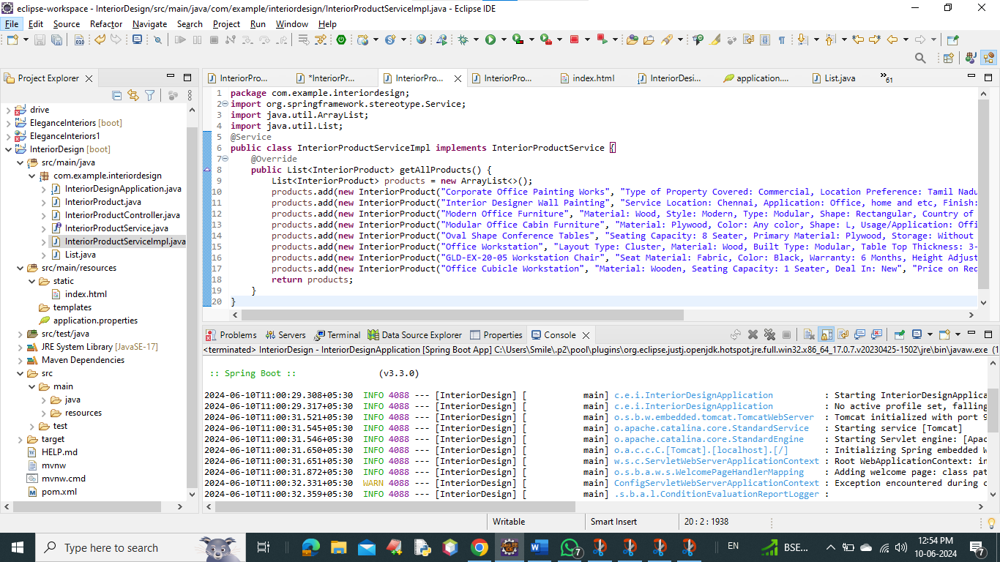 eclipse-workspace - InteriorDesign/src/main/java/com/example/interiordesign/InteriorProductServiceImpl.java - Eclipse IDE
File Edit Source Refactor Navigate Search Project Run Window Help
Project Explorer
drive
EleganceInteriors [boot]
EleganceInteriors1
InteriorDesign [boot]
src/main/java
com.example.interiordesign
InteriorDesignApplication.java
InteriorProduct.java
InteriorProductController.java
InteriorProductService.java
InteriorProductServiceImpl.java
List.java
src/main/resources
static
index.html
templates
application.properties
src/test/java
JRE System Library [JavaSE-17]
Maven Dependencies
src
main
java
resources
test
target
HELP.md
mvnw
mvnw.cmd
pom.xml
InteriorPro... *InteriorPr... InteriorPro... InteriorPro... index.html InteriorDesi... application.... List.java »61
1 package com.example.interiordesign;
2 import org.springframework.stereotype.Service;
3 import java.util.ArrayList;
4 import java.util.List;
5 @Service
6 public class InteriorProductServiceImpl implements InteriorProductService {
7 @Override
8 public List<InteriorProduct> getAllProducts() {
9 List<InteriorProduct> products = new ArrayList<>();
10 products.add(new InteriorProduct("Corporate Office Painting Works", "Type of Property Covered: Commercial, Location Preference: Tamil Nadu
11 products.add(new InteriorProduct("Interior Designer Wall Painting", "Service Location: Chennai, Application: Office, home and etc, Finish:
12 products.add(new InteriorProduct("Modern Office Furniture", "Material: Wood, Style: Modern, Type: Modular, Shape: Rectangular, Country of
13 products.add(new InteriorProduct("Modular Office Cabin Furniture", "Material: Plywood, Color: Any color, Shape: L, Usage/Application: Offi
14 products.add(new InteriorProduct("Oval Shape Conference Tables", "Seating Capacity: 8 Seater, Primary Material: Plywood, Storage: Without
15 products.add(new InteriorProduct("Office Workstation", "Layout Type: Cluster, Material: Wood, Built Type: Modular, Table Top Thickness: 3-
16 products.add(new InteriorProduct("GLD-EX-20-05 Workstation Chair", "Seat Material: Fabric, Color: Black, Warranty: 6 Months, Height Adjust
17 products.add(new InteriorProduct("Office Cubicle Workstation", "Material: Wooden, Seating Capacity: 1 Seater, Deal In: New", "Price on Req
18 return products;
19 }
20 }
Problems Servers Terminal Data Source Explorer Properties Console
<terminated> InteriorDesign - InteriorDesignApplication [Spring Boot App] C:\Users\Smile\.p2\pool\plugins\org.eclipse.justj.openjdk.hotspot.jre.full.win32.x86_64_17.0.7.v20230425-1502\jre\bin\javaw.exe (1
:: Spring Boot :: (v3.3.0)
2024-06-10T11:00:29.308+05:30 INFO 4088 --- [InteriorDesign] [ main] c.e.i.InteriorDesignApplication : Starting InteriorDesignApplica
2024-06-10T11:00:29.317+05:30 INFO 4088 --- [InteriorDesign] [ main] c.e.i.InteriorDesignApplication : No active profile set, falling
2024-06-10T11:00:31.521+05:30 INFO 4088 --- [InteriorDesign] [ main] o.s.b.w.embedded.tomcat.TomcatWebServer : Tomcat initialized with port 9
2024-06-10T11:00:31.545+05:30 INFO 4088 --- [InteriorDesign] [ main] o.apache.catalina.core.StandardService : Starting service [Tomcat]
2024-06-10T11:00:31.546+05:30 INFO 4088 --- [InteriorDesign] [ main] o.apache.catalina.core.StandardEngine : Starting Servlet engine: [Apac
2024-06-10T11:00:31.650+05:30 INFO 4088 --- [InteriorDesign] [ main] o.a.c.c.C.[Tomcat].[localhost].[/] : Initializing Spring embedded W
2024-06-10T11:00:31.651+05:30 INFO 4088 --- [InteriorDesign] [ main] w.s.c.ServletWebServerApplicationContext : Root WebApplicationContext: in
2024-06-10T11:00:31.872+05:30 INFO 4088 --- [InteriorDesign] [ main] o.s.b.a.w.s.WelcomePageHandlerMapping : Adding welcome page: class pat
2024-06-10T11:00:32.331+05:30 WARN 4088 --- [InteriorDesign] [ main] ConfigServletWebServerApplicationContext : Exception encountered during c
2024-06-10T11:00:32.359+05:30 INFO 4088 --- [InteriorDesign] [ main] .s.b.a.l.ConditionEvaluationReportLogger :
Writable Smart Insert 20 : 2 : 1938
Type here to search
7
EN
BSE...
12:54 PM
10-06-2024
7